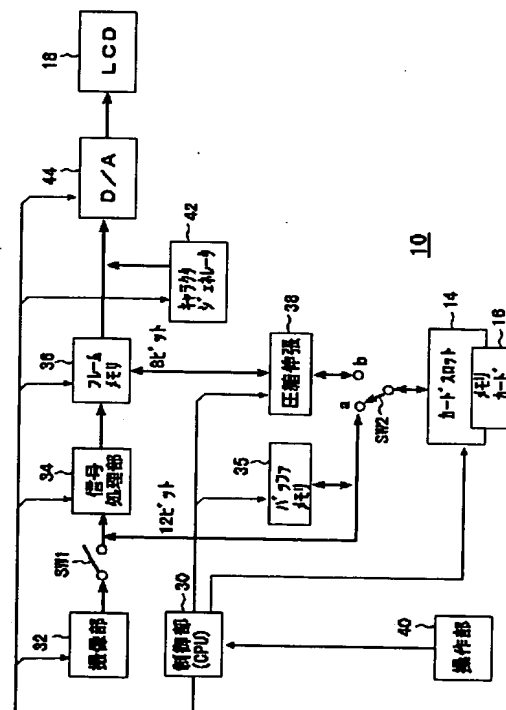 32
撮像部
SW1
34
信号
処理部
36
フレーム
メモリ
44
D/A
18
LCD
42
キャラクタ
ジェネレータ
12ビット
8ビット
30
制御部
(CPU)
35
バッファ
メモリ
38
圧縮伸張
a
b
SW2
10
40
操作部
14
カードスロット
16
メモリ
カード